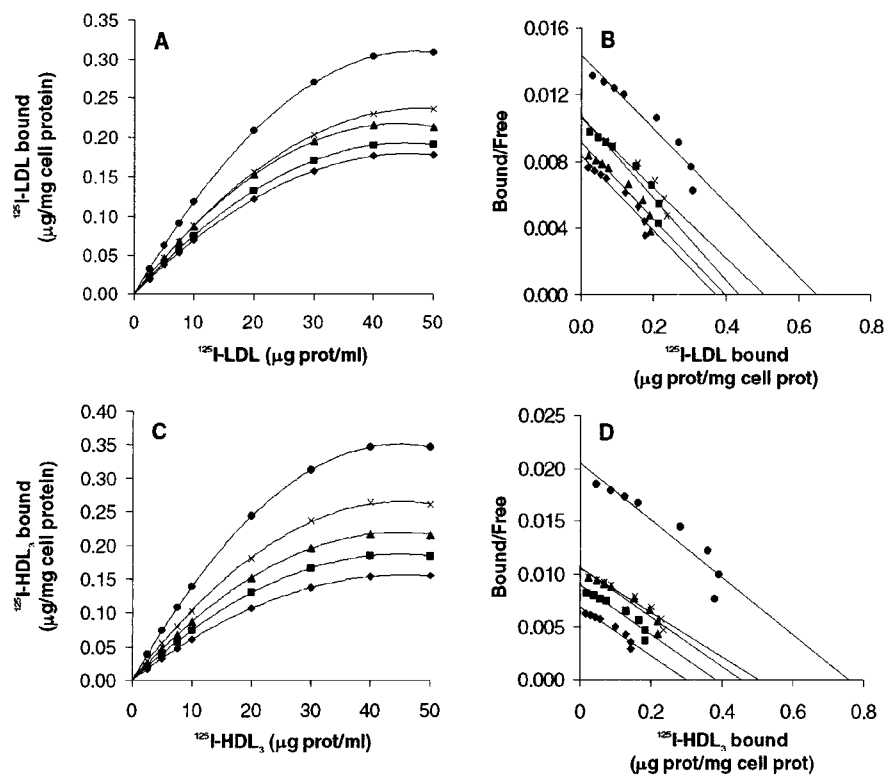 A
0.35
0.30
0.25
0.20
0.15
0.10
0.05
0.00
0 10 20 30 40 50
¹²⁵I-LDL bound
(µg/mg cell protein)
¹²⁵I-LDL (µg prot/ml)
B
0.016
0.012
0.008
0.004
0.000
0.0 0.2 0.4 0.6 0.8
Bound/Free
¹²⁵I-LDL bound
(µg prot/mg cell prot)
C
0.40
0.35
0.30
0.25
0.20
0.15
0.10
0.05
0.00
0 10 20 30 40 50
¹²⁵I-HDL₃ bound
(µg/mg cell protein)
¹²⁵I-HDL₃ (µg prot/ml)
D
0.025
0.020
0.015
0.010
0.005
0.000
0 0.2 0.4 0.6 0.8
Bound/Free
¹²⁵I-HDL₃ bound
(µg prot/mg cell prot)